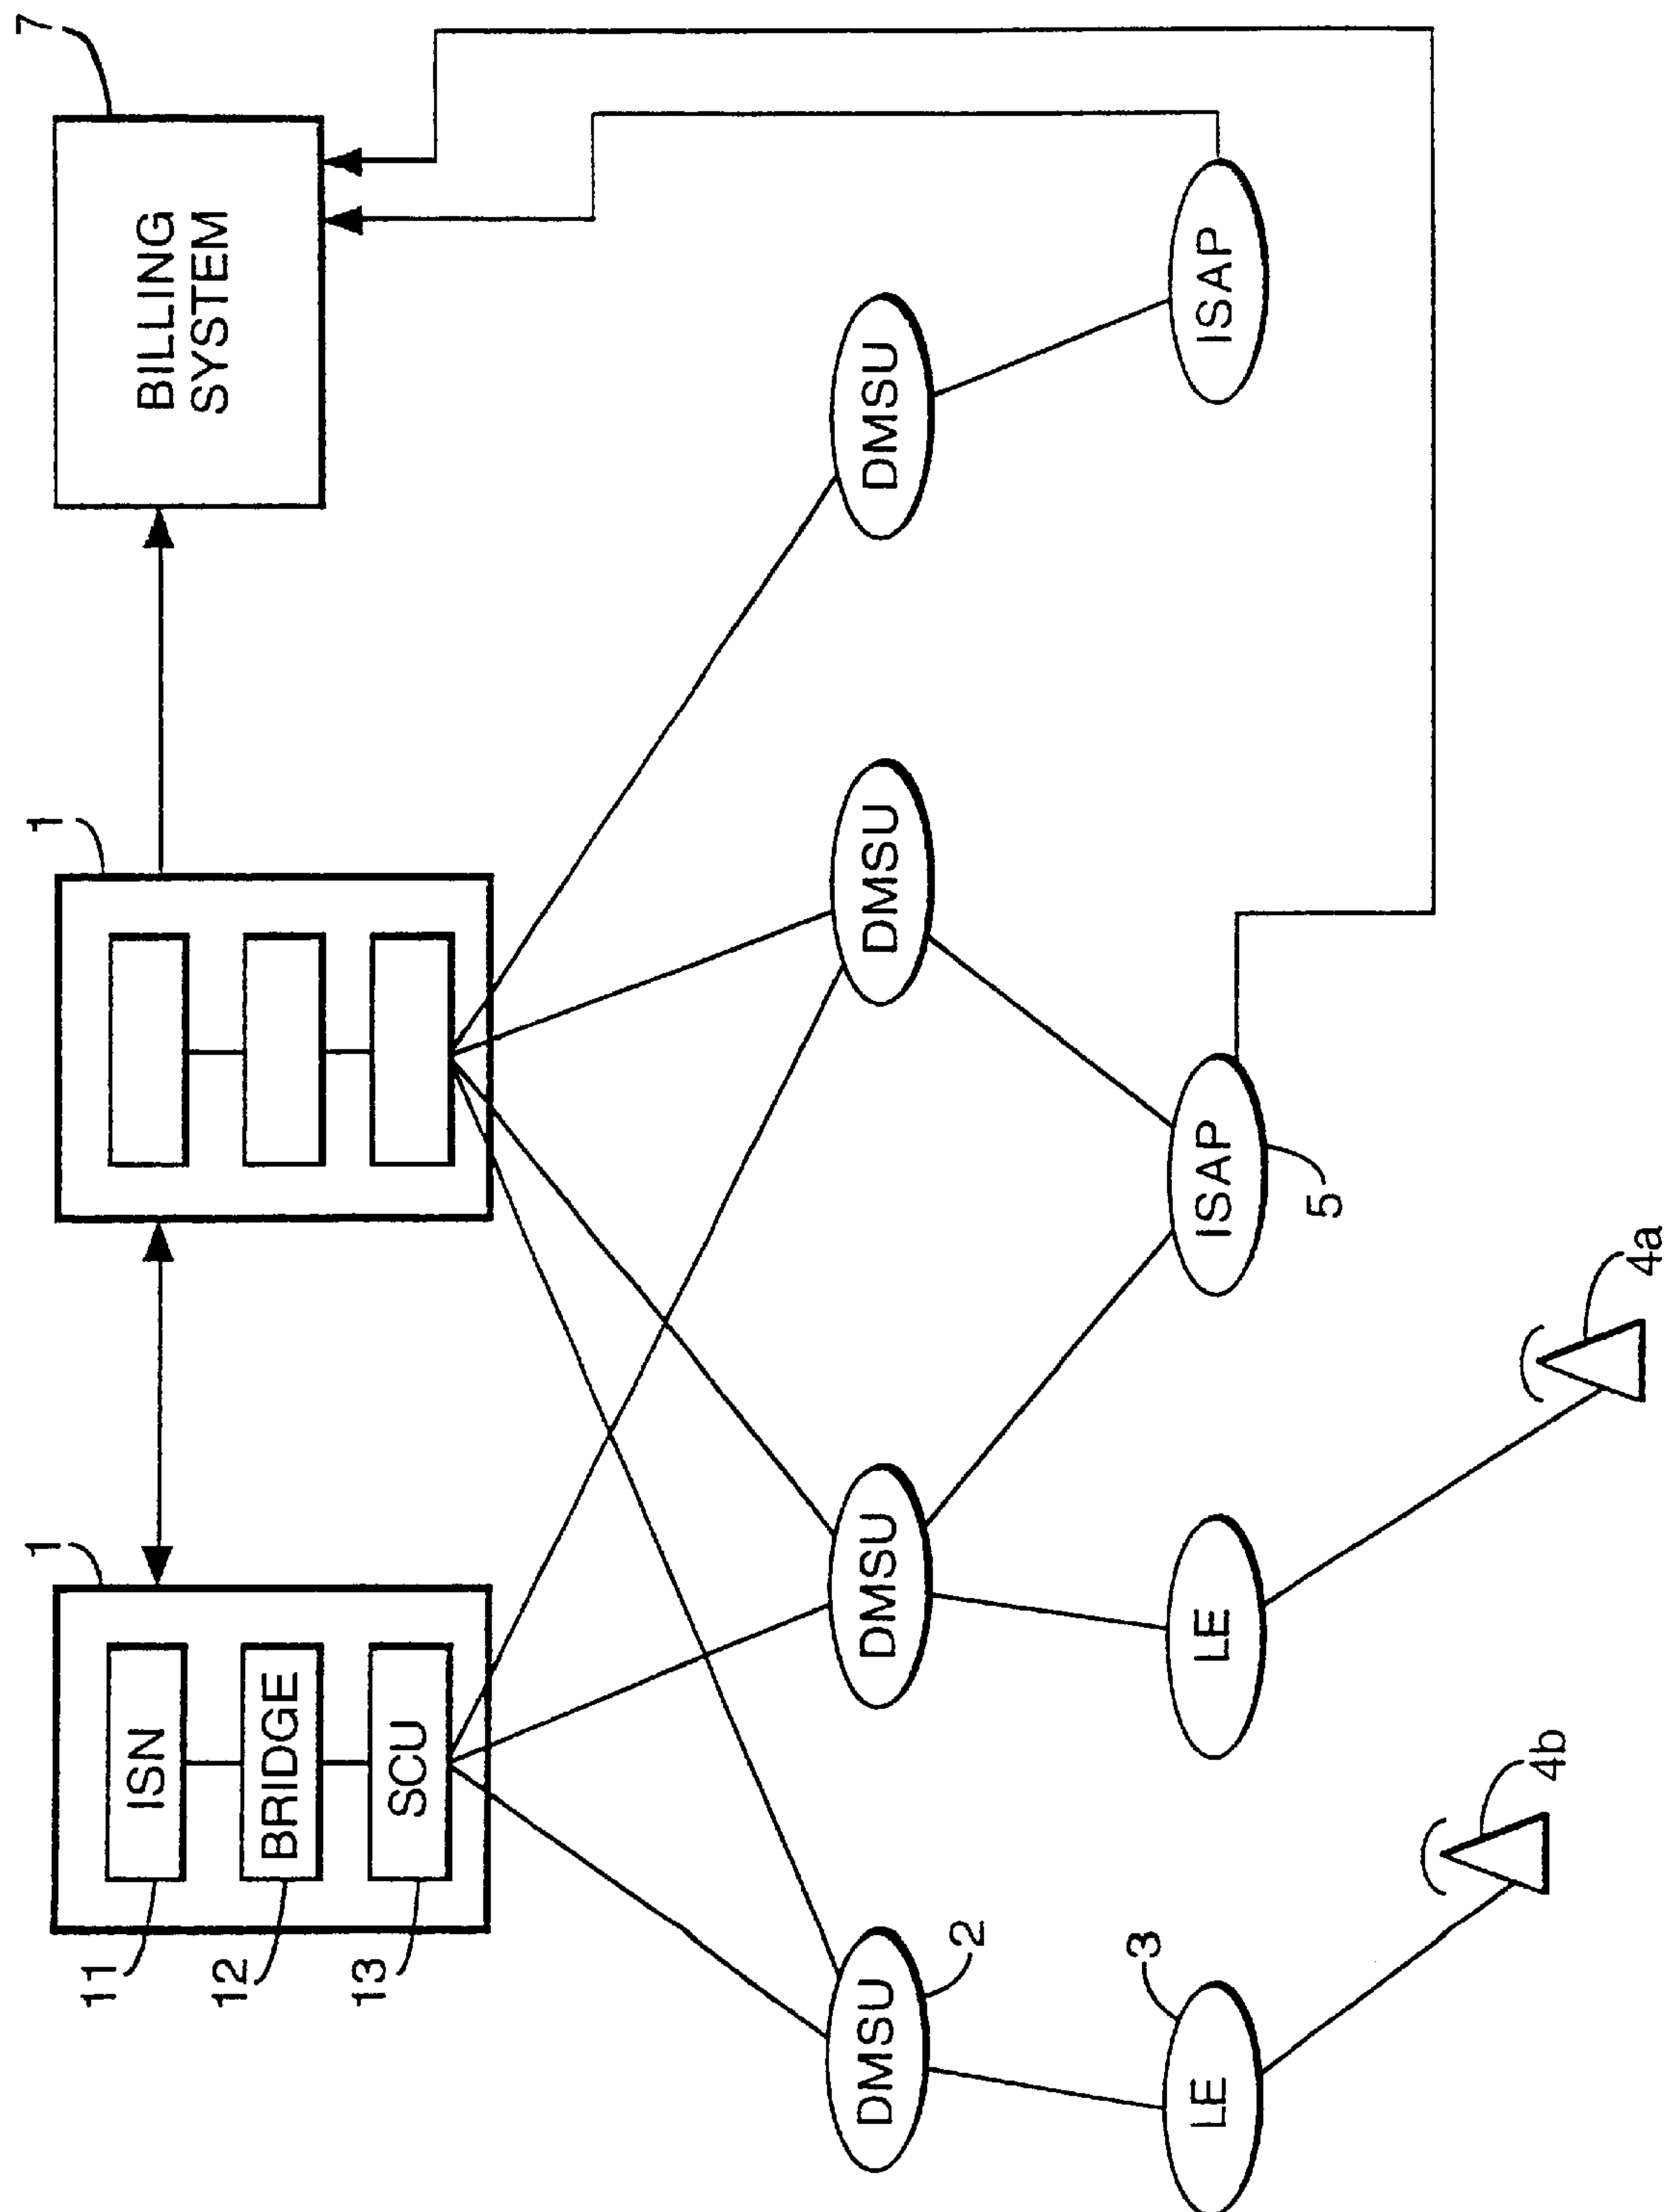 1
1
7
11
ISN
BILLING
SYSTEM
12
BRIDGE
13
SCU
DMSU
DMSU
DMSU
DMSU
2
3
LE
LE
ISAP
ISAP
5
4b
4a